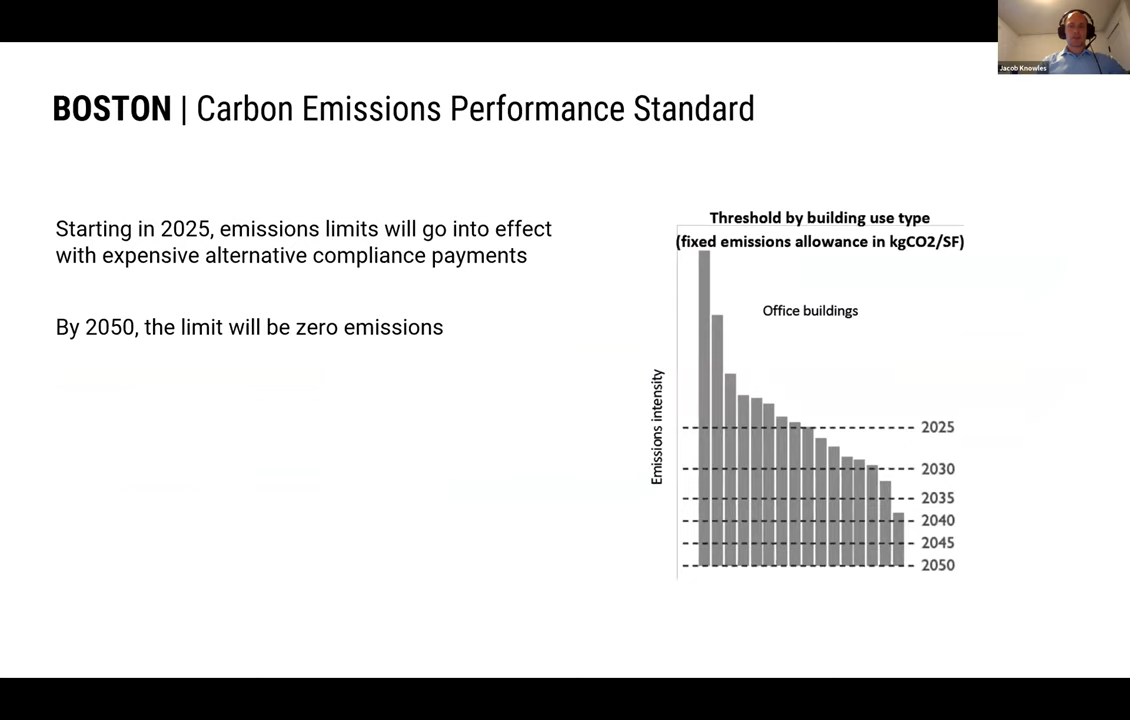 Jacob Knowles
BOSTON | Carbon Emissions Performance Standard
Starting in 2025, emissions limits will go into effect
with expensive alternative compliance payments
By 2050, the limit will be zero emissions
Threshold by building use type
(fixed emissions allowance in kgCO2/SF)
Office buildings
Emissions intensity
2025
2030
2035
2040
2045
2050